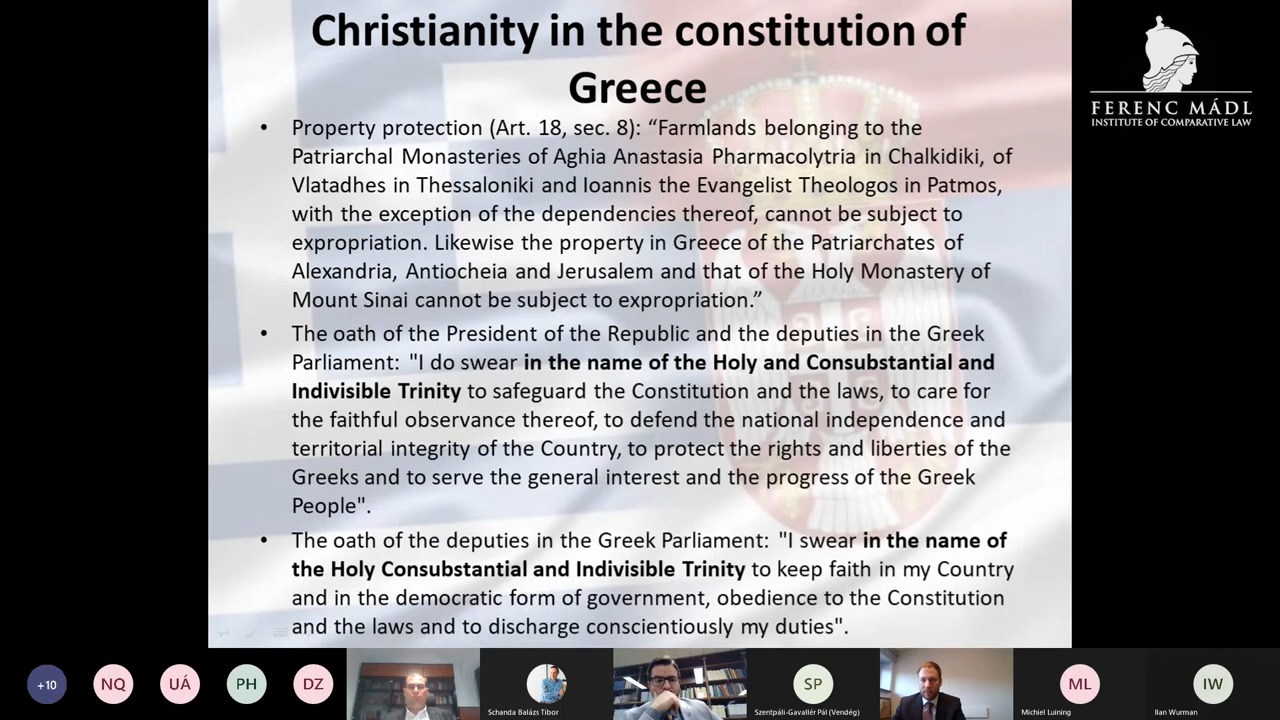 Christianity in the constitution of
Greece
FERENC MÁDL
INSTITUTE OF COMPARATIVE LAW
• Property protection (Art. 18, sec. 8): “Farmlands belonging to the
Patriarchal Monasteries of Aghia Anastasia Pharmacolytria in Chalkidiki, of
Vlatadhes in Thessaloniki and Ioannis the Evangelist Theologos in Patmos,
with the exception of the dependencies thereof, cannot be subject to
expropriation. Likewise the property in Greece of the Patriarchates of
Alexandria, Antiocheia and Jerusalem and that of the Holy Monastery of
Mount Sinai cannot be subject to expropriation.”
• The oath of the President of the Republic and the deputies in the Greek
Parliament: "I do swear in the name of the Holy and Consubstantial and
Indivisible Trinity to safeguard the Constitution and the laws, to care for
the faithful observance thereof, to defend the national independence and
territorial integrity of the Country, to protect the rights and liberties of the
Greeks and to serve the general interest and the progress of the Greek
People".
• The oath of the deputies in the Greek Parliament: "I swear in the name of
the Holy Consubstantial and Indivisible Trinity to keep faith in my Country
and in the democratic form of government, obedience to the Constitution
and the laws and to discharge conscientiously my duties".
+10
NQ
UÁ
PH
DZ
Schanda Balázs Tibor
SP
Szentpáli-Gavallér Pál (Vendég)
ML
Michiel Luining
IW
Ilan Wurman